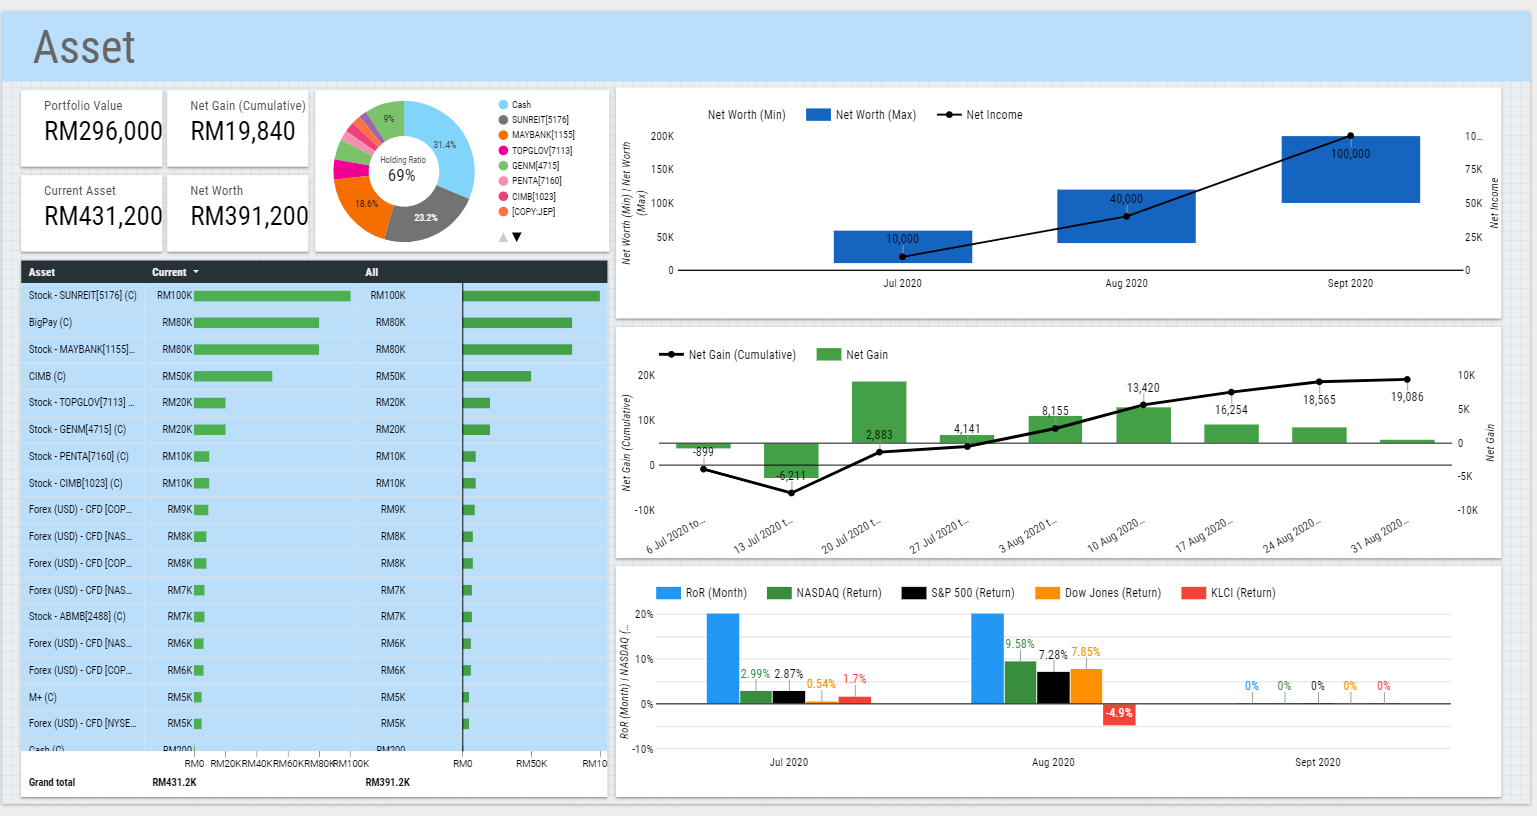 Asset
Portfolio Value
RM296,000
Net Gain (Cumulative)
RM19,840
Current Asset
RM431,200
Net Worth
RM391,200
9%
31.4%
Holding Ratio
69%
18.6%
23.2%
Cash
SUNREIT[5176]
MAYBANK[1155]
TOPGLOV[7113]
GENM[4715]
PENTA[7160]
CIMB[1023]
[COPY:JEP]
Asset Current All
Stock - SUNREIT[5176] (C) RM100K RM100K
BigPay (C) RM80K RM80K
Stock - MAYBANK[1155]... RM80K RM80K
CIMB (C) RM50K RM50K
Stock - TOPGLOV[7113] ... RM20K RM20K
Stock - GENM[4715] (C) RM20K RM20K
Stock - PENTA[7160] (C) RM10K RM10K
Stock - CIMB[1023] (C) RM10K RM10K
Forex (USD) - CFD [COP... RM9K RM9K
Forex (USD) - CFD [NAS... RM8K RM8K
Forex (USD) - CFD [COP... RM8K RM8K
Forex (USD) - CFD [NAS... RM7K RM7K
Stock - ABMB[2488] (C) RM7K RM7K
Forex (USD) - CFD [NAS... RM6K RM6K
Forex (USD) - CFD [COP... RM6K RM6K
M+ (C) RM5K RM5K
Forex (USD) - CFD [NYSE... RM5K RM5K
Cash (C) RM200 RM200
RM0 RM20K RM40K RM60K RM80K RM100K RM0 RM50K RM10
Grand total RM431.2K RM391.2K
Net Worth (Min) Net Worth (Max) Net Income
Net Worth (Min) | Net Worth
(Max)
200K
150K
100K
50K
0
10,000
40,000
100,000
10...
75K
50K
25K
0
Net Income
Jul 2020 Aug 2020 Sept 2020
Net Gain (Cumulative) Net Gain
Net Gain (Cumulative)
20K
10K
0
-10K
-899
-6,211
2,883
4,141
8,155
13,420
16,254
18,565
19,086
10K
5K
0
-5K
-10K
Net Gain
6 Jul 2020 to...
13 Jul 2020 t...
20 Jul 2020 t...
27 Jul 2020 t...
3 Aug 2020 t...
10 Aug 2020...
17 Aug 2020...
24 Aug 2020...
31 Aug 2020...
RoR (Month) NASDAQ (Return) S&P 500 (Return) Dow Jones (Return) KLCI (Return)
RoR (Month) | NASDAQ (...
20%
10%
0%
-10%
2.99% 2.87% 0.54% 1.7%
9.58% 7.28% 7.85% -4.9%
0% 0% 0% 0% 0%
Jul 2020 Aug 2020 Sept 2020